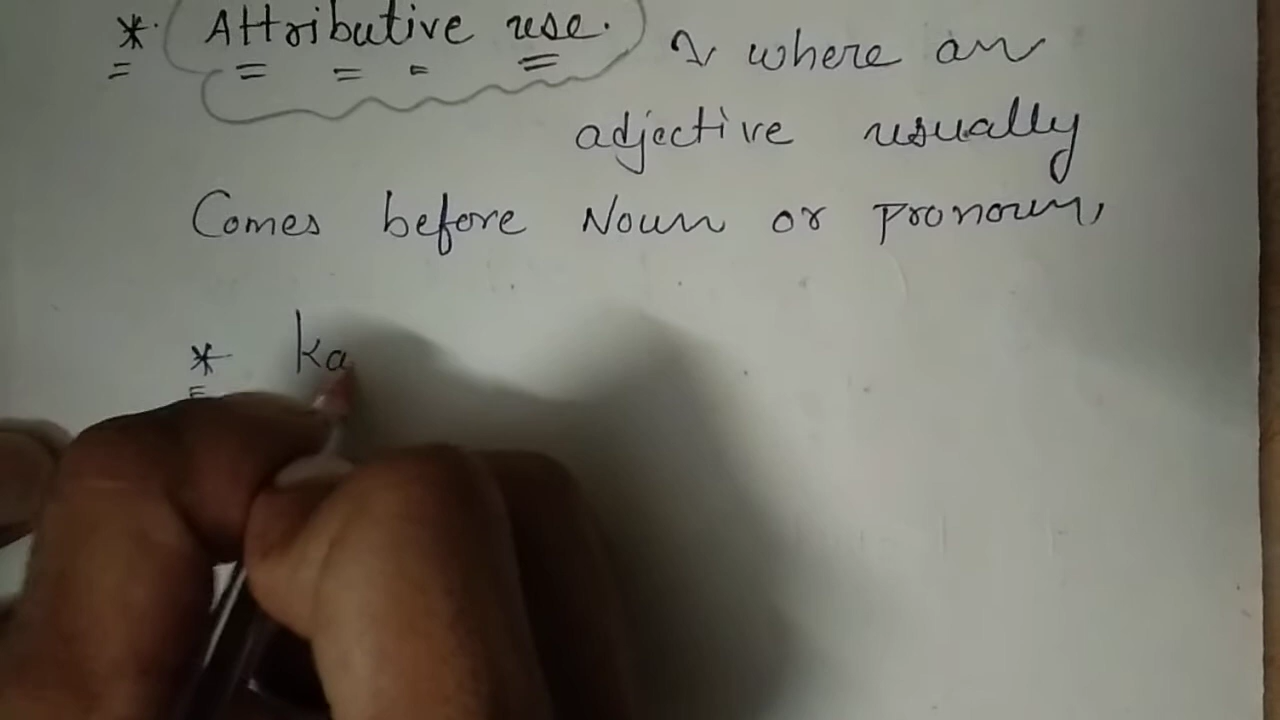 * Attributive use. where an
adjective usually
Comes before Noun or pronoun,
* ka